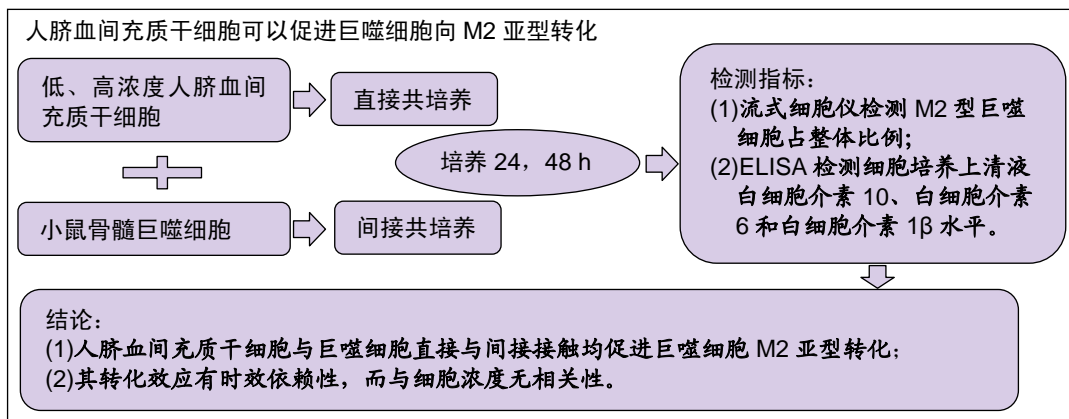 人脐血间充质干细胞可以促进巨噬细胞向 M2 亚型转化
低、高浓度人脐血间
充质干细胞
直接共培养
小鼠骨髓巨噬细胞
间接共培养
培养 24，48 h
检测指标：
(1)流式细胞仪检测 M2 型巨噬
细胞占整体比例；
(2)ELISA 检测细胞培养上清液
白细胞介素 10、白细胞介素
6 和白细胞介素 1β 水平。
结论：
(1)人脐血间充质干细胞与巨噬细胞直接与间接接触均促进巨噬细胞 M2 亚型转化；
(2)其转化效应有时效依赖性，而与细胞浓度无相关性。